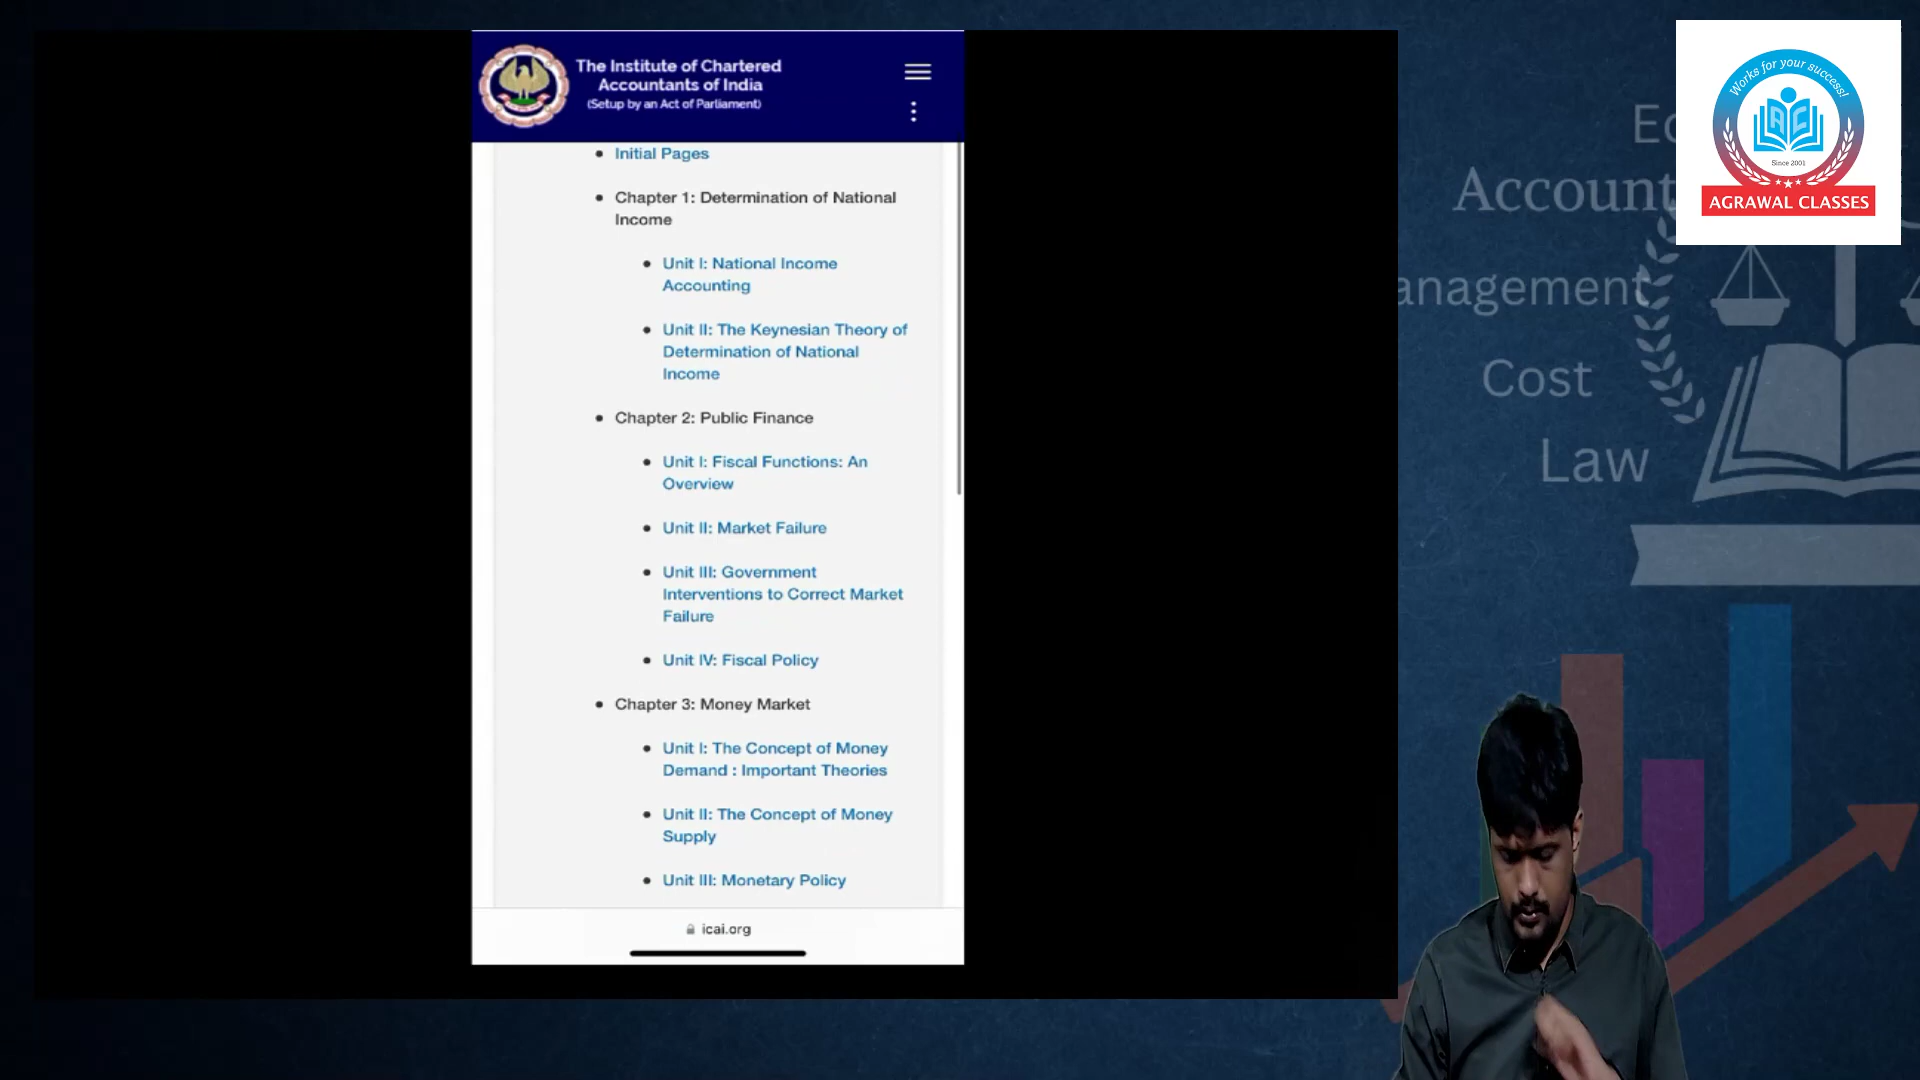 The Institute of Chartered
Accountants of India
(Setup by an Act of Parliament)
Initial Pages
Chapter 1: Determination of National
Income
Unit I: National Income
Accounting
Unit II: The Keynesian Theory of
Determination of National
Income
Chapter 2: Public Finance
Unit I: Fiscal Functions: An
Overview
Unit II: Market Failure
Unit III: Government
Interventions to Correct Market
Failure
Unit IV: Fiscal Policy
Chapter 3: Money Market
Unit I: The Concept of Money
Demand : Important Theories
Unit II: The Concept of Money
Supply
Unit III: Monetary Policy
icai.org
Works for your success!
AC
Since 2001
AGRAWAL CLASSES
Ec
Account
anagement
Cost
Law